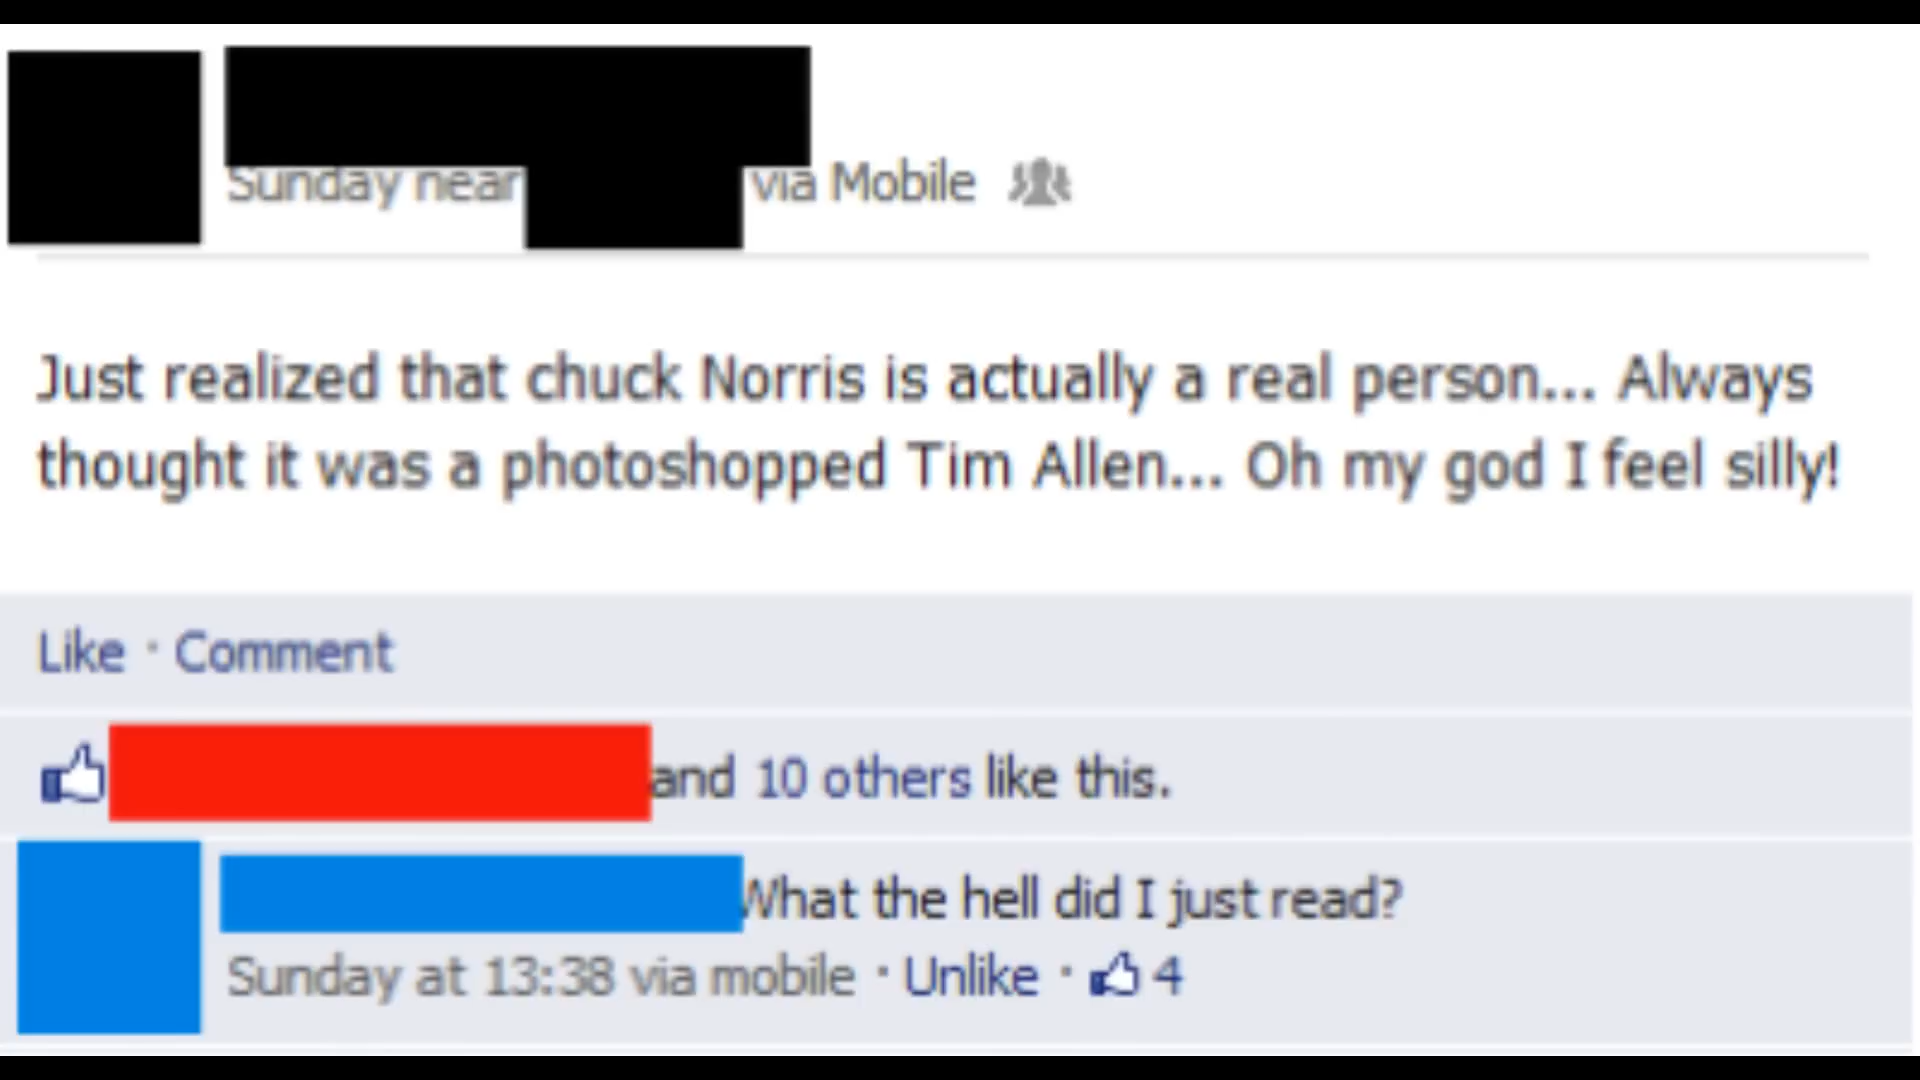 Sunday near via Mobile
Just realized that chuck Norris is actually a real person... Always
thought it was a photoshopped Tim Allen... Oh my god I feel silly!
Like · Comment
and 10 others like this.
What the hell did I just read?
Sunday at 13:38 via mobile · Unlike · 4